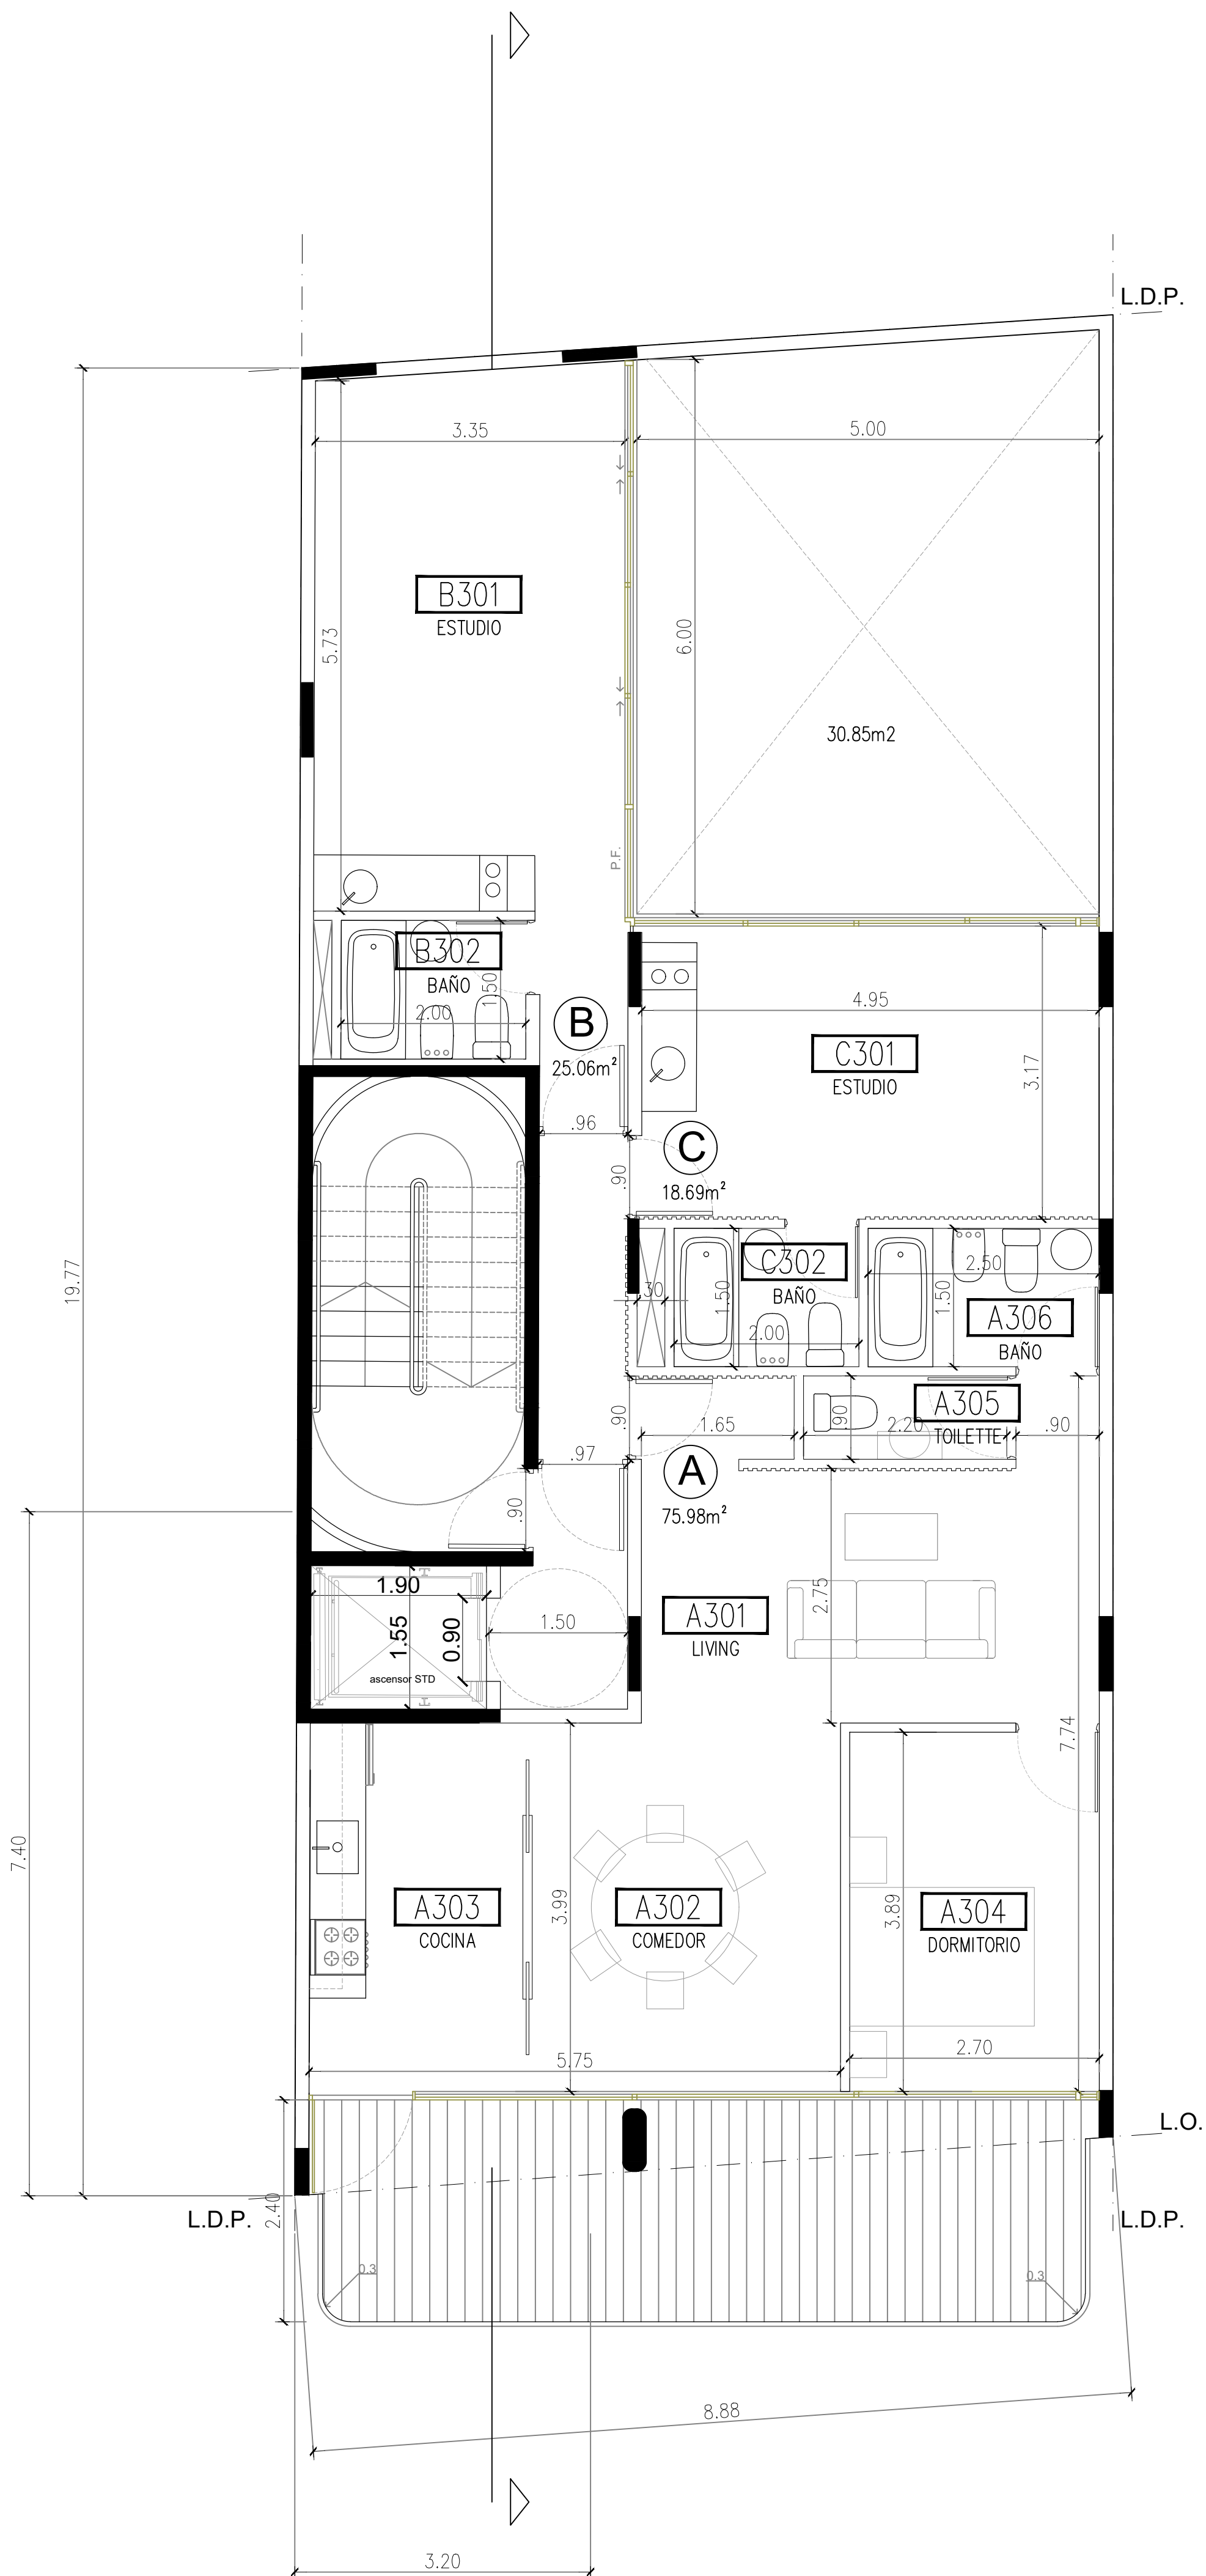 L.D.P.
3.35
5.00
B301
ESTUDIO
5.73
6.00
30.85m2
P.F.
B302
BAÑO
1.50
2.00
B
25.06m²
4.95
C301
ESTUDIO
3.17
.96
C
18.69m²
.90
19.77
C302
BAÑO
.30
1.50
2.00
2.50
1.50
A306
BAÑO
A305
TOILETTE
.90
2.20
.90
1.65
.90
.97
A
75.98m²
.90
1.90
1.55
0.90
ascensor STD
1.50
A301
LIVING
2.75
7.74
7.40
A303
COCINA
3.99
A302
COMEDOR
3.89
A304
DORMITORIO
5.75
2.70
L.O.
L.D.P.
2.40
L.D.P.
0.3
0.3
8.88
3.20